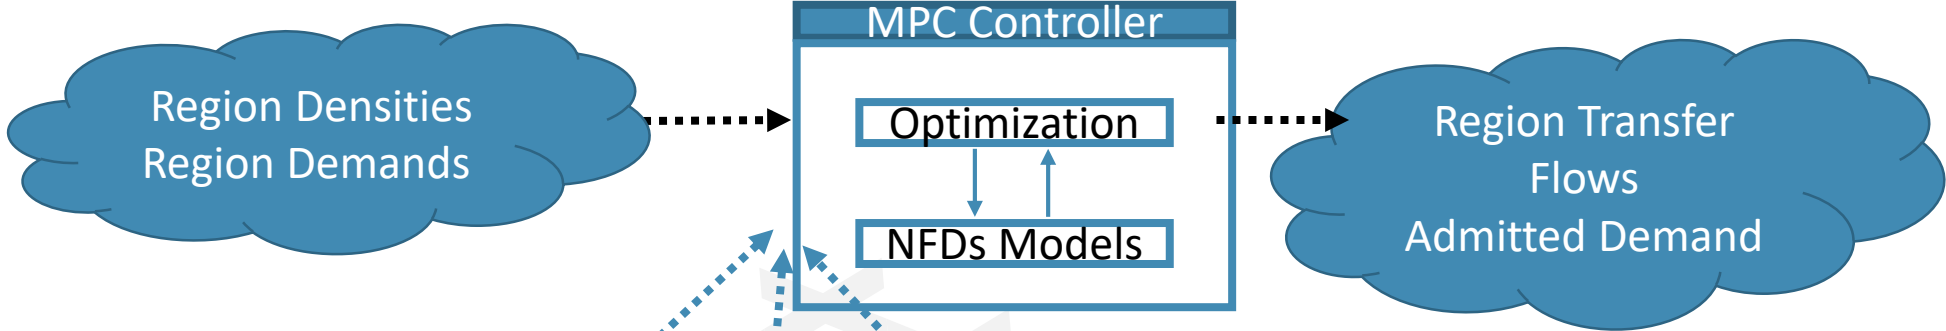 MPC Controller
Region Densities
Region Demands
Optimization
NFDs Models
Region Transfer
Flows
Admitted Demand